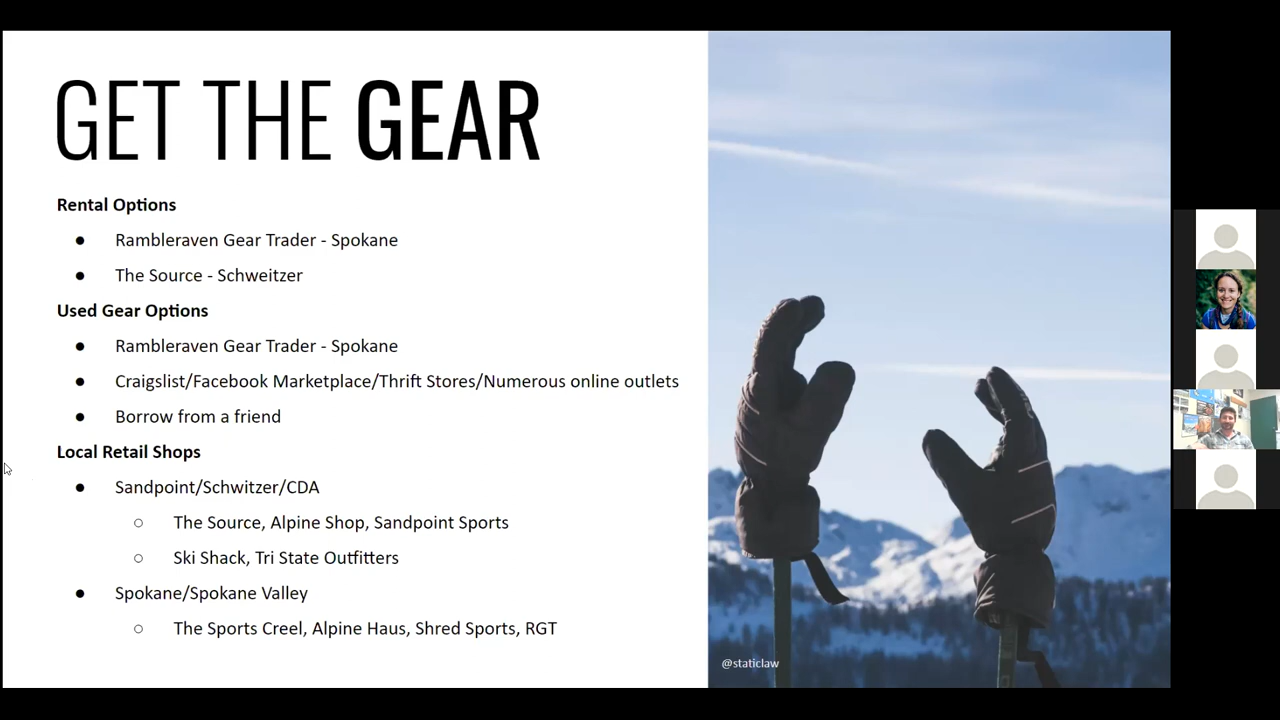 GET THE GEAR
Rental Options
● Rambleraven Gear Trader - Spokane
● The Source - Schweitzer
Used Gear Options
● Rambleraven Gear Trader - Spokane
● Craigslist/Facebook Marketplace/Thrift Stores/Numerous online outlets
● Borrow from a friend
Local Retail Shops
● Sandpoint/Schwitzer/CDA
○ The Source, Alpine Shop, Sandpoint Sports
○ Ski Shack, Tri State Outfitters
● Spokane/Spokane Valley
○ The Sports Creel, Alpine Haus, Shred Sports, RGT
@staticlaw